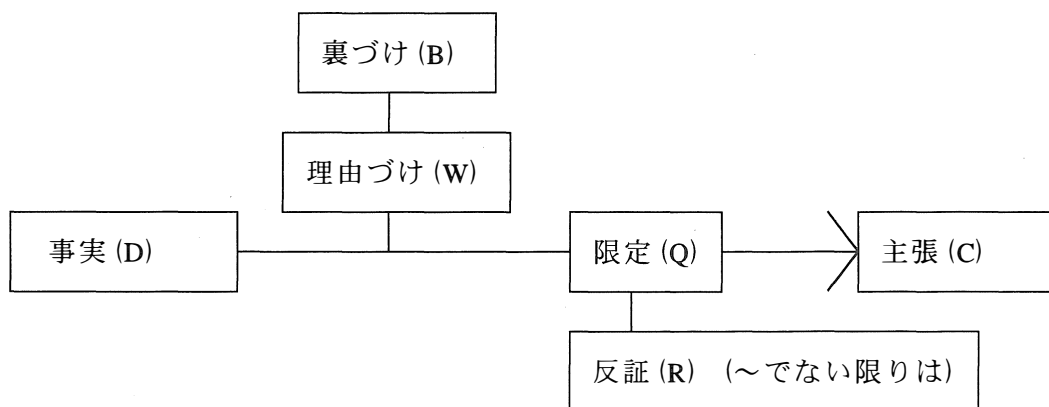 裏づけ (B)
理由づけ (W)
事実 (D)
限定 (Q)
主張 (C)
反証 (R) (～でない限りは)